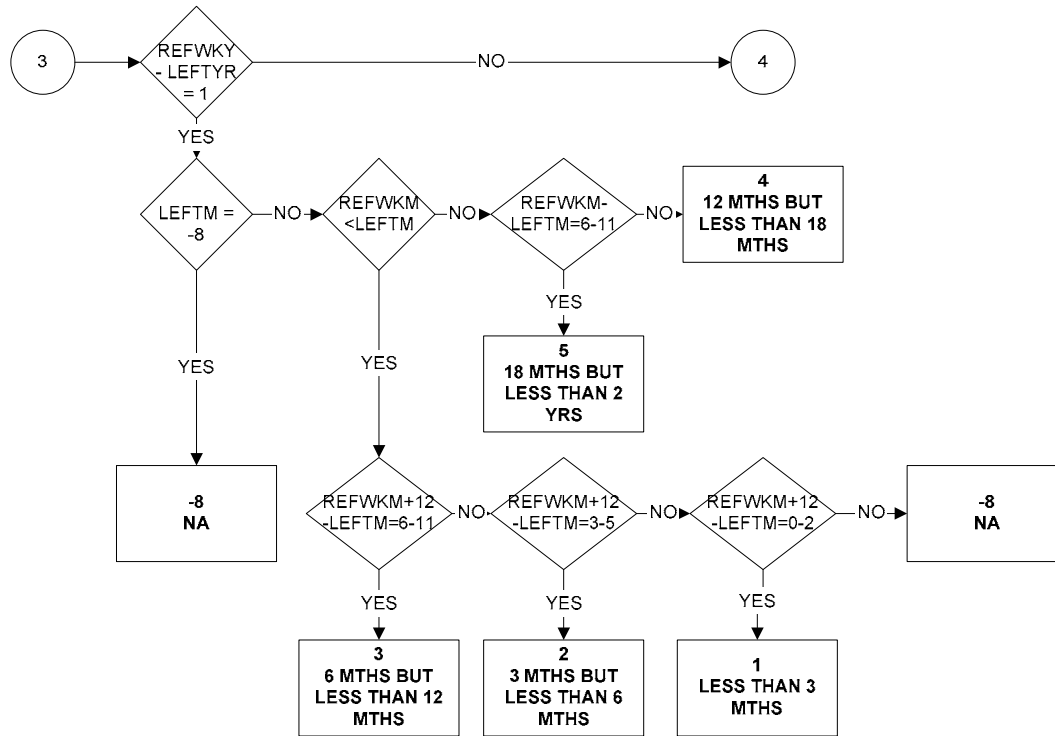 3
REFWKY
- LEFTYR
= 1
NO
4
YES
LEFTM =
-8
NO
REFWKM
<LEFTM
NO
REFWKM-
LEFTM=6-11
NO
4
12 MTHS BUT
LESS THAN 18
MTHS
YES
YES
YES
5
18 MTHS BUT
LESS THAN 2
YRS
-8
NA
REFWKM+12
-LEFTM=6-11
NO
REFWKM+12
-LEFTM=3-5
NO
REFWKM+12
-LEFTM=0-2
NO
-8
NA
YES
YES
YES
3
6 MTHS BUT
LESS THAN 12
MTHS
2
3 MTHS BUT
LESS THAN 6
MTHS
1
LESS THAN 3
MTHS